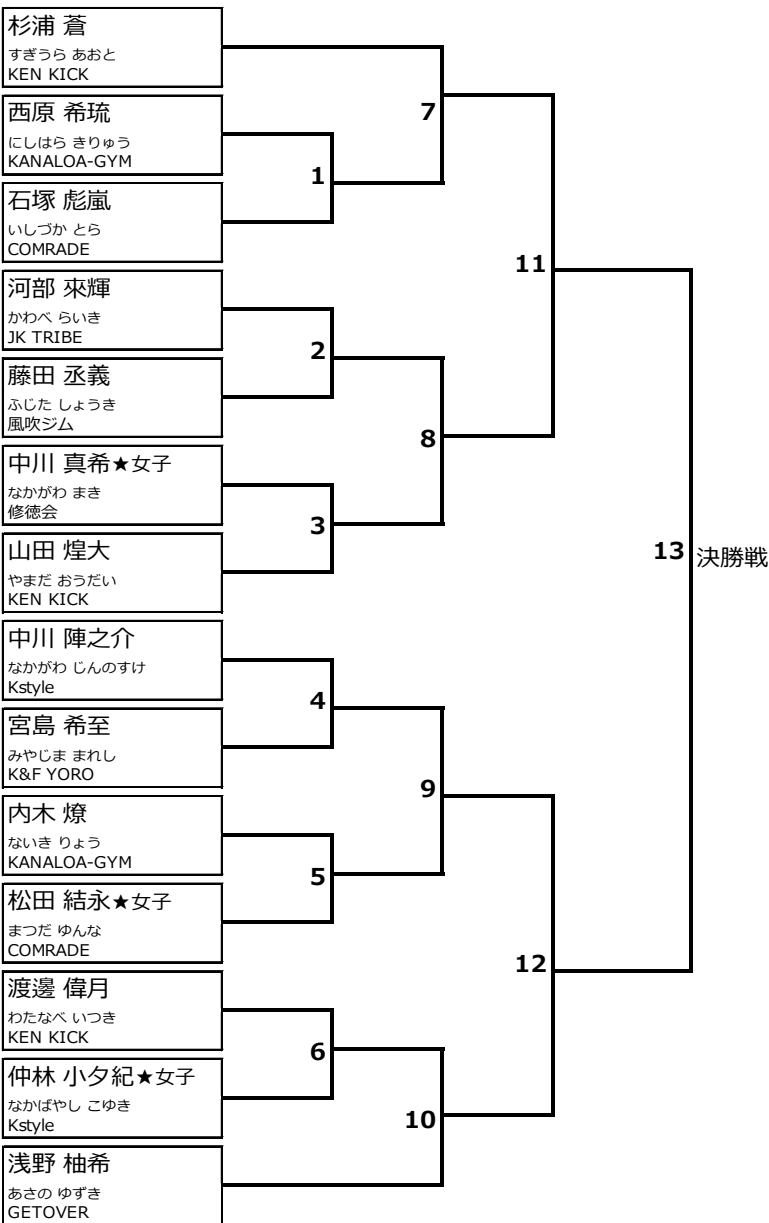 杉浦 蒼
すぎうら あおと
KEN KICK
西原 希琉
にしはら きりゅう
KANALOA-GYM
石塚 彪嵐
いしづか とら
COMRADE
河部 來輝
かわべ らいき
JK TRIBE
藤田 丞義
ふじた しょうき
風吹ジム
中川 真希★女子
なかがわ まき
修徳会
山田 煌大
やまだ おうだい
KEN KICK
中川 陣之介
なかがわ じんのすけ
Kstyle
宮島 希至
みやじま まれし
K&F YORO
内木 燎
ないき りょう
KANALOA-GYM
松田 結永★女子
まつだ ゆんな
COMRADE
渡邊 偉月
わたなべ いつき
KEN KICK
仲林 小夕紀★女子
なかばやし こゆき
Kstyle
浅野 柚希
あさの ゆずき
GETOVER
1
2
3
4
5
6
7
8
9
10
11
12
13 決勝戦